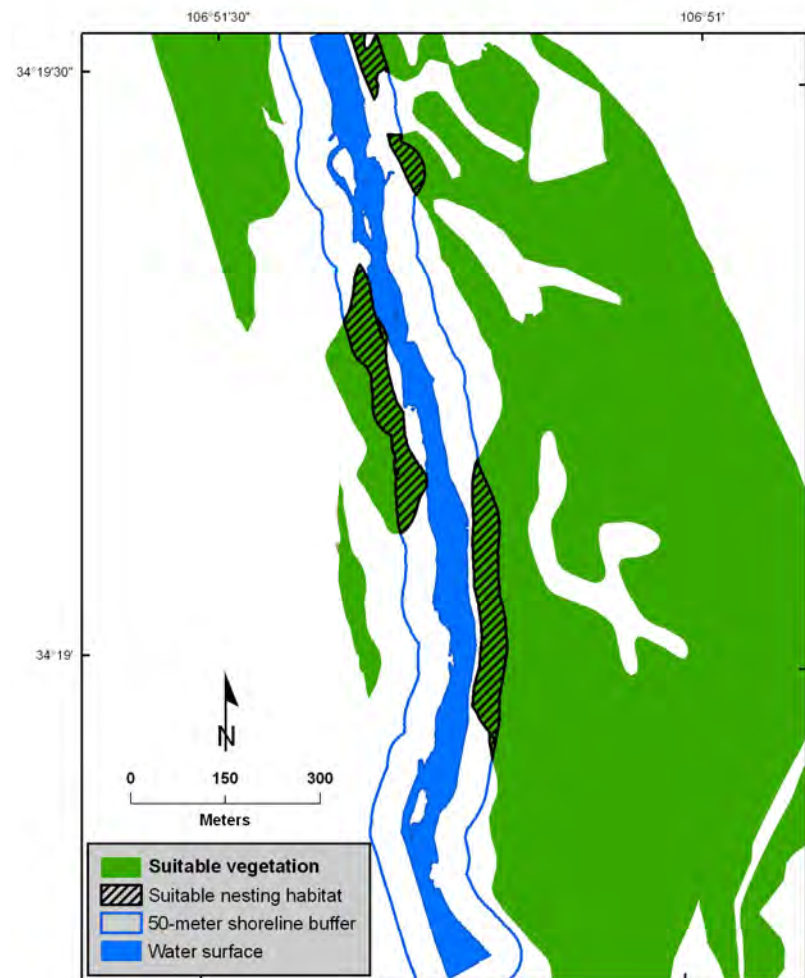 106°51'30"
106°51'
34°19'30"
34°19'
N
0 150 300
Meters
Suitable vegetation
Suitable nesting habitat
50-meter shoreline buffer
Water surface